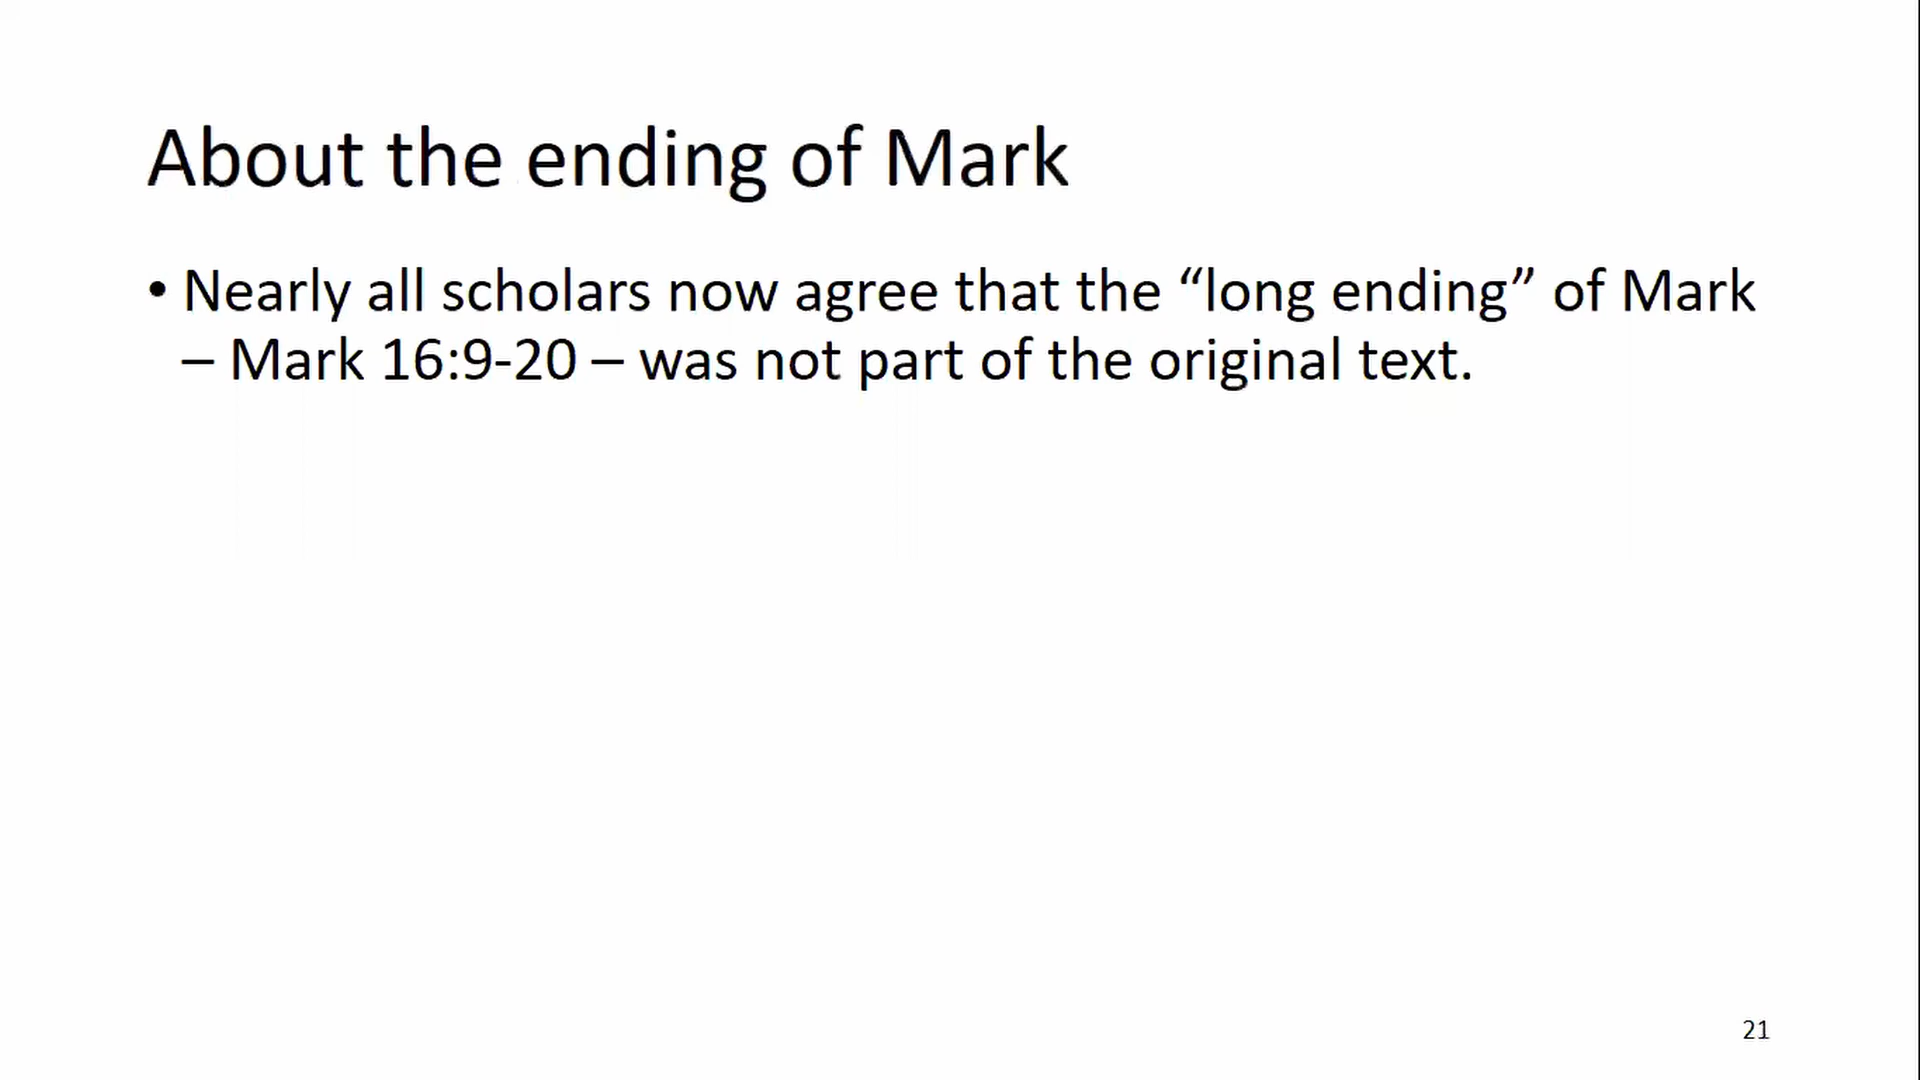 About the ending of Mark
• Nearly all scholars now agree that the “long ending” of Mark
– Mark 16:9-20 – was not part of the original text.
21